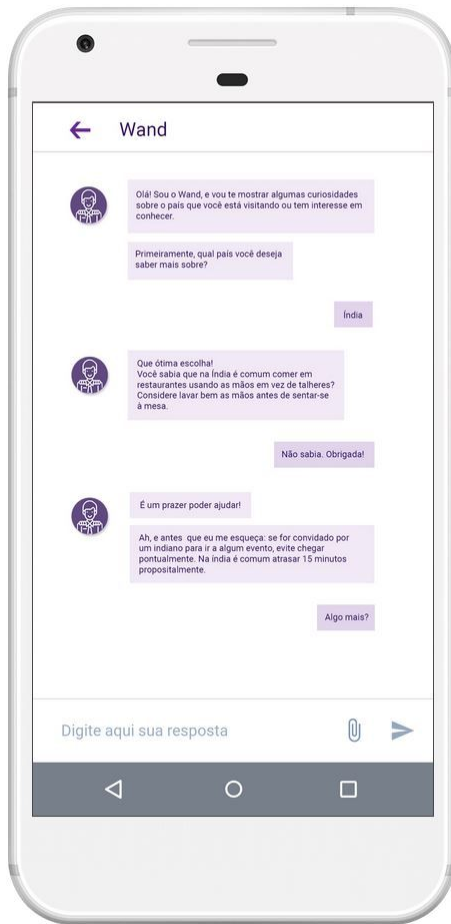 Wand
Olá! Sou o Wand, e vou te mostrar algumas curiosidades
sobre o país que você está visitando ou tem interesse em
conhecer.
Primeiramente, qual país você deseja
saber mais sobre?
Índia
Que ótima escolha!
Você sabia que na Índia é comum comer em
restaurantes usando as mãos em vez de talheres?
Considere lavar bem as mãos antes de sentar-se
à mesa.
Não sabia. Obrigada!
É um prazer poder ajudar!
Ah, e antes que eu me esqueça: se for convidado por
um indiano para ir a algum evento, evite chegar
pontualmente. Na índia é comum atrasar 15 minutos
propositalmente.
Algo mais?
Digite aqui sua resposta